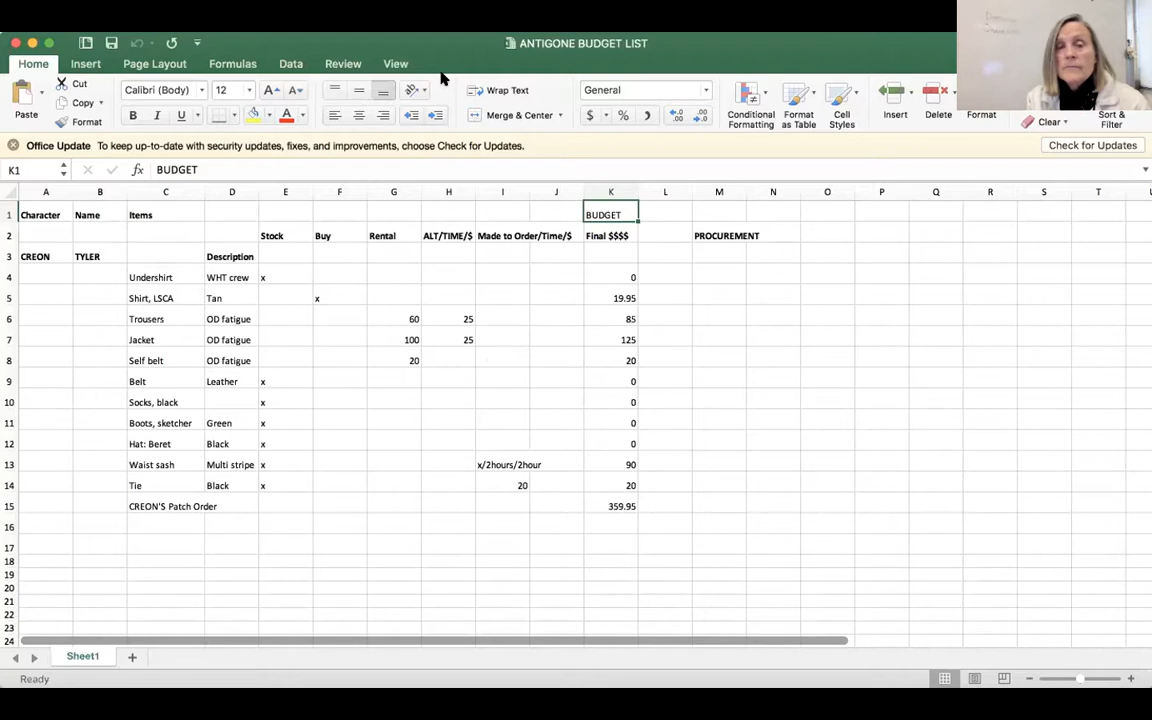 ANTIGONE BUDGET LIST
Home Insert Page Layout Formulas Data Review View
Cut
Copy
Paste Format
Calibri (Body) 12 A A
B I U A
Wrap Text
Merge & Center
General
$ %
Conditional Formatting
Format as Table
Cell Styles
Insert Delete Format
Clear
Sort & Filter
Office Update To keep up-to-date with security updates, fixes, and improvements, choose Check for Updates. Check for Updates
K1 fx BUDGET
A B C D E F G H I J K L M N O P Q R S T
1 Character Name Items BUDGET
2 Stock Buy Rental ALT/TIME/$ Made to Order/Time/$ Final $$$$ PROCUREMENT
3 CREON TYLER Description
4 Undershirt WHT crew x 0
5 Shirt, LSCA Tan x 19.95
6 Trousers OD fatigue 60 25 85
7 Jacket OD fatigue 100 25 125
8 Self belt OD fatigue 20 20
9 Belt Leather x 0
10 Socks, black x 0
11 Boots, sketcher Green x 0
12 Hat: Beret Black x 0
13 Waist sash Multi stripe x x/2hours/2hour 90
14 Tie Black x 20 20
15 CREON'S Patch Order 359.95
16
17
18
19
20
21
22
23
24
Sheet1
Ready